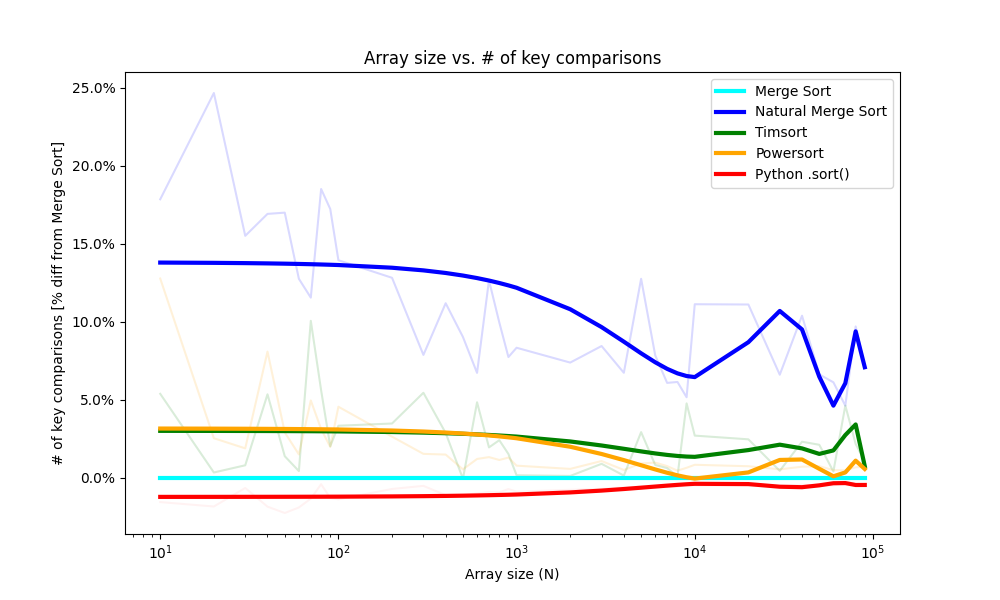 Array size vs. # of key comparisons
# of key comparisons [% diff from Merge Sort]
25.0%
20.0%
15.0%
10.0%
5.0%
0.0%
Merge Sort
Natural Merge Sort
Timsort
Powersort
Python .sort()
10¹
10²
10³
10⁴
10⁵
Array size (N)